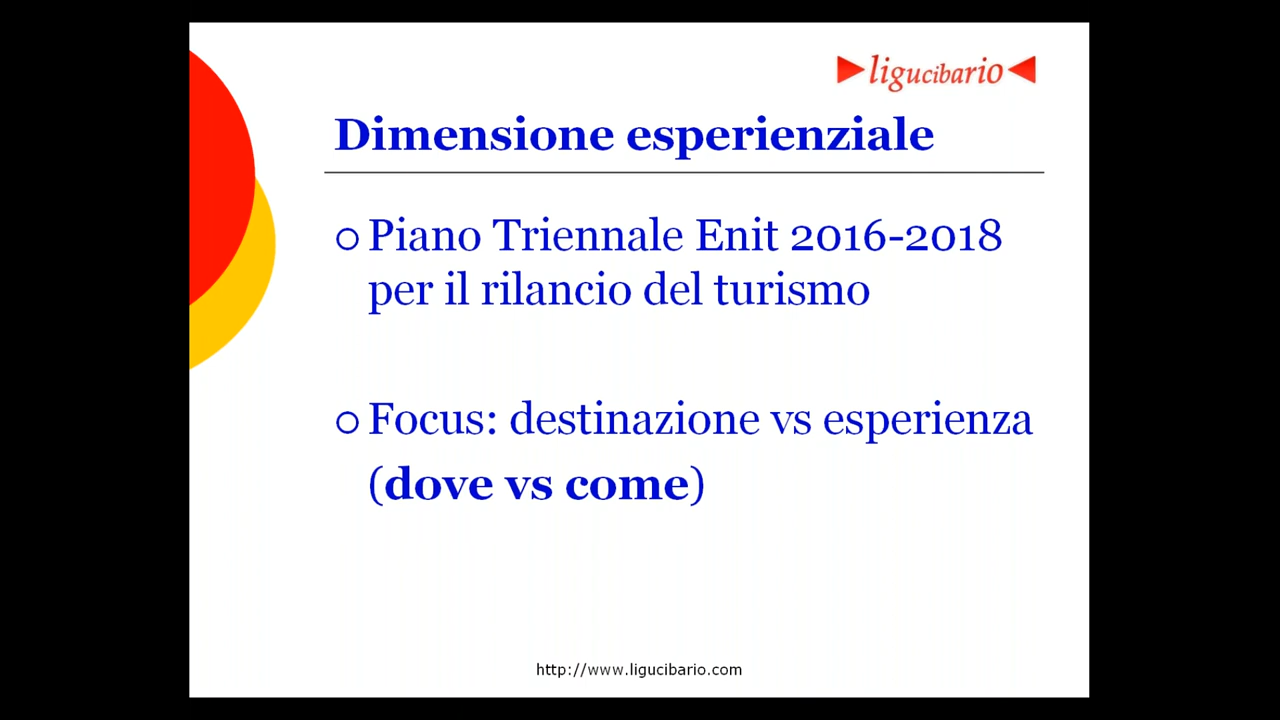 ligucibario
Dimensione esperienziale
Piano Triennale Enit 2016-2018
per il rilancio del turismo
Focus: destinazione vs esperienza
(dove vs come)
http://www.ligucibario.com